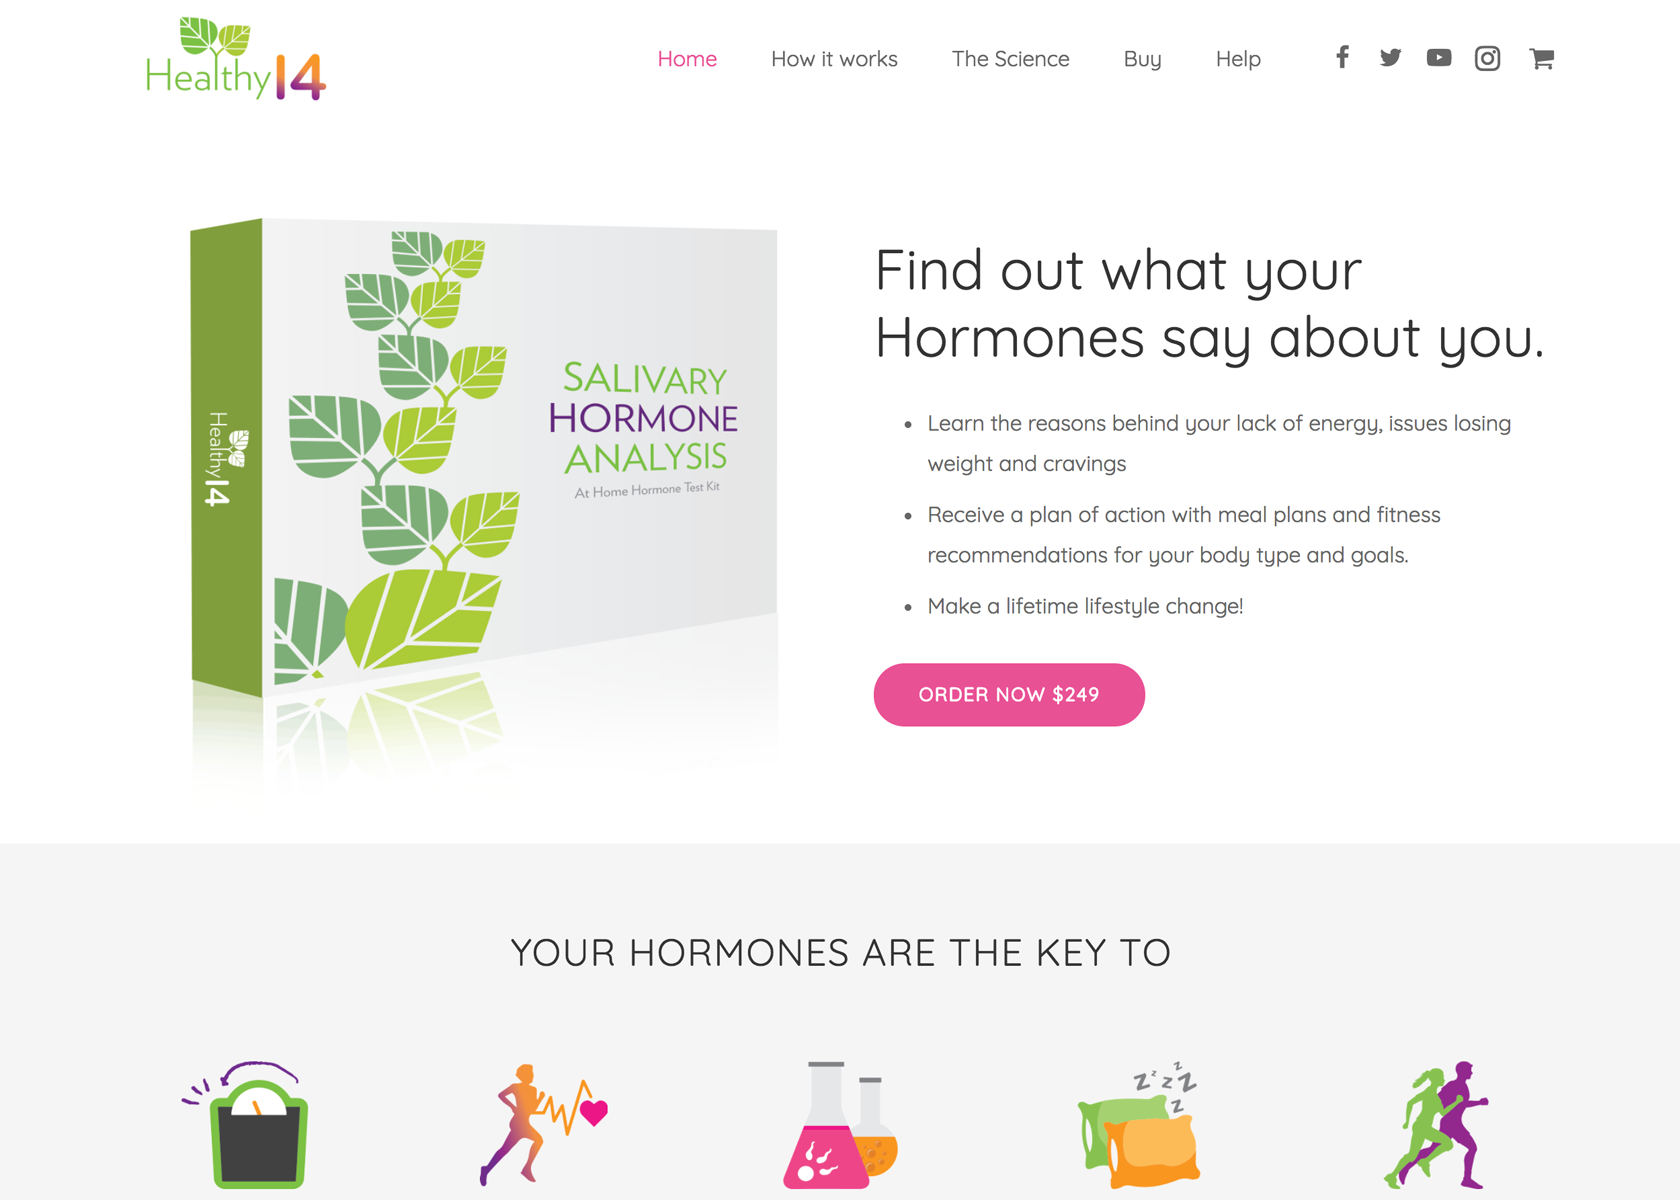 Healthy14
Home How it works The Science Buy Help
Find out what your
Hormones say about you.
SALIVARY
HORMONE
ANALYSIS
At Home Hormone Test Kit
Healthy14
• Learn the reasons behind your lack of energy, issues losing
weight and cravings
• Receive a plan of action with meal plans and fitness
recommendations for your body type and goals.
• Make a lifetime lifestyle change!
ORDER NOW $249
YOUR HORMONES ARE THE KEY TO
z z z z z z